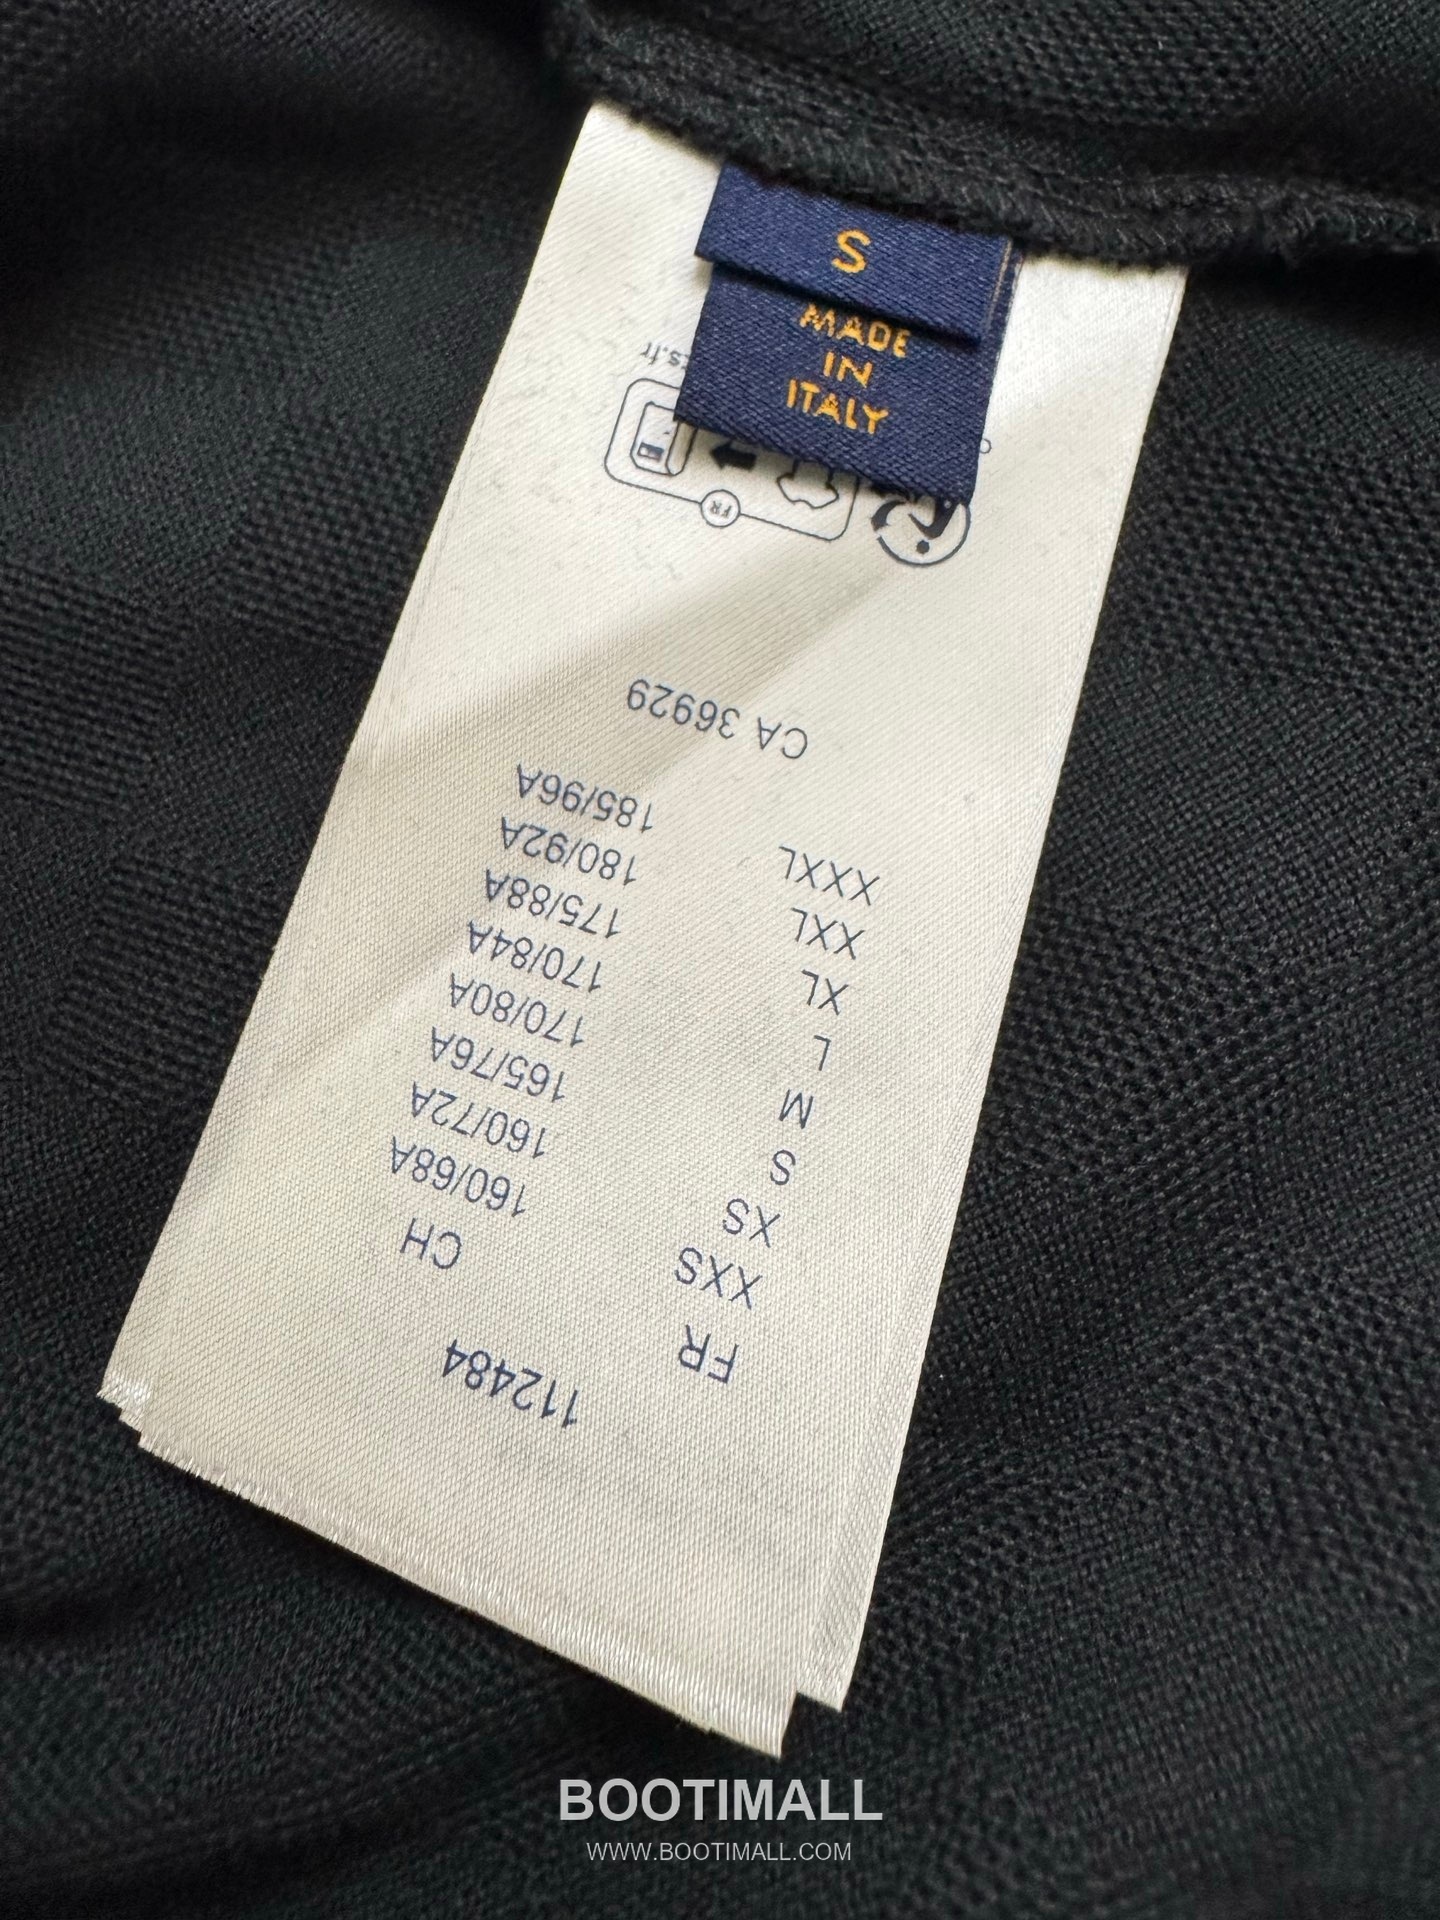 S
MADE
IN
ITALY
112484
FR CH
XXS 160/68A
XS 160/72A
S 165/76A
M 170/80A
L 170/84A
XL 175/88A
XXL 180/92A
XXXL 185/96A
CA 36929
FR
BOOTIMALL
WWW.BOOTIMALL.COM